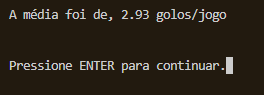 A média foi de, 2.93 golos/jogo
Pressione ENTER para continuar.